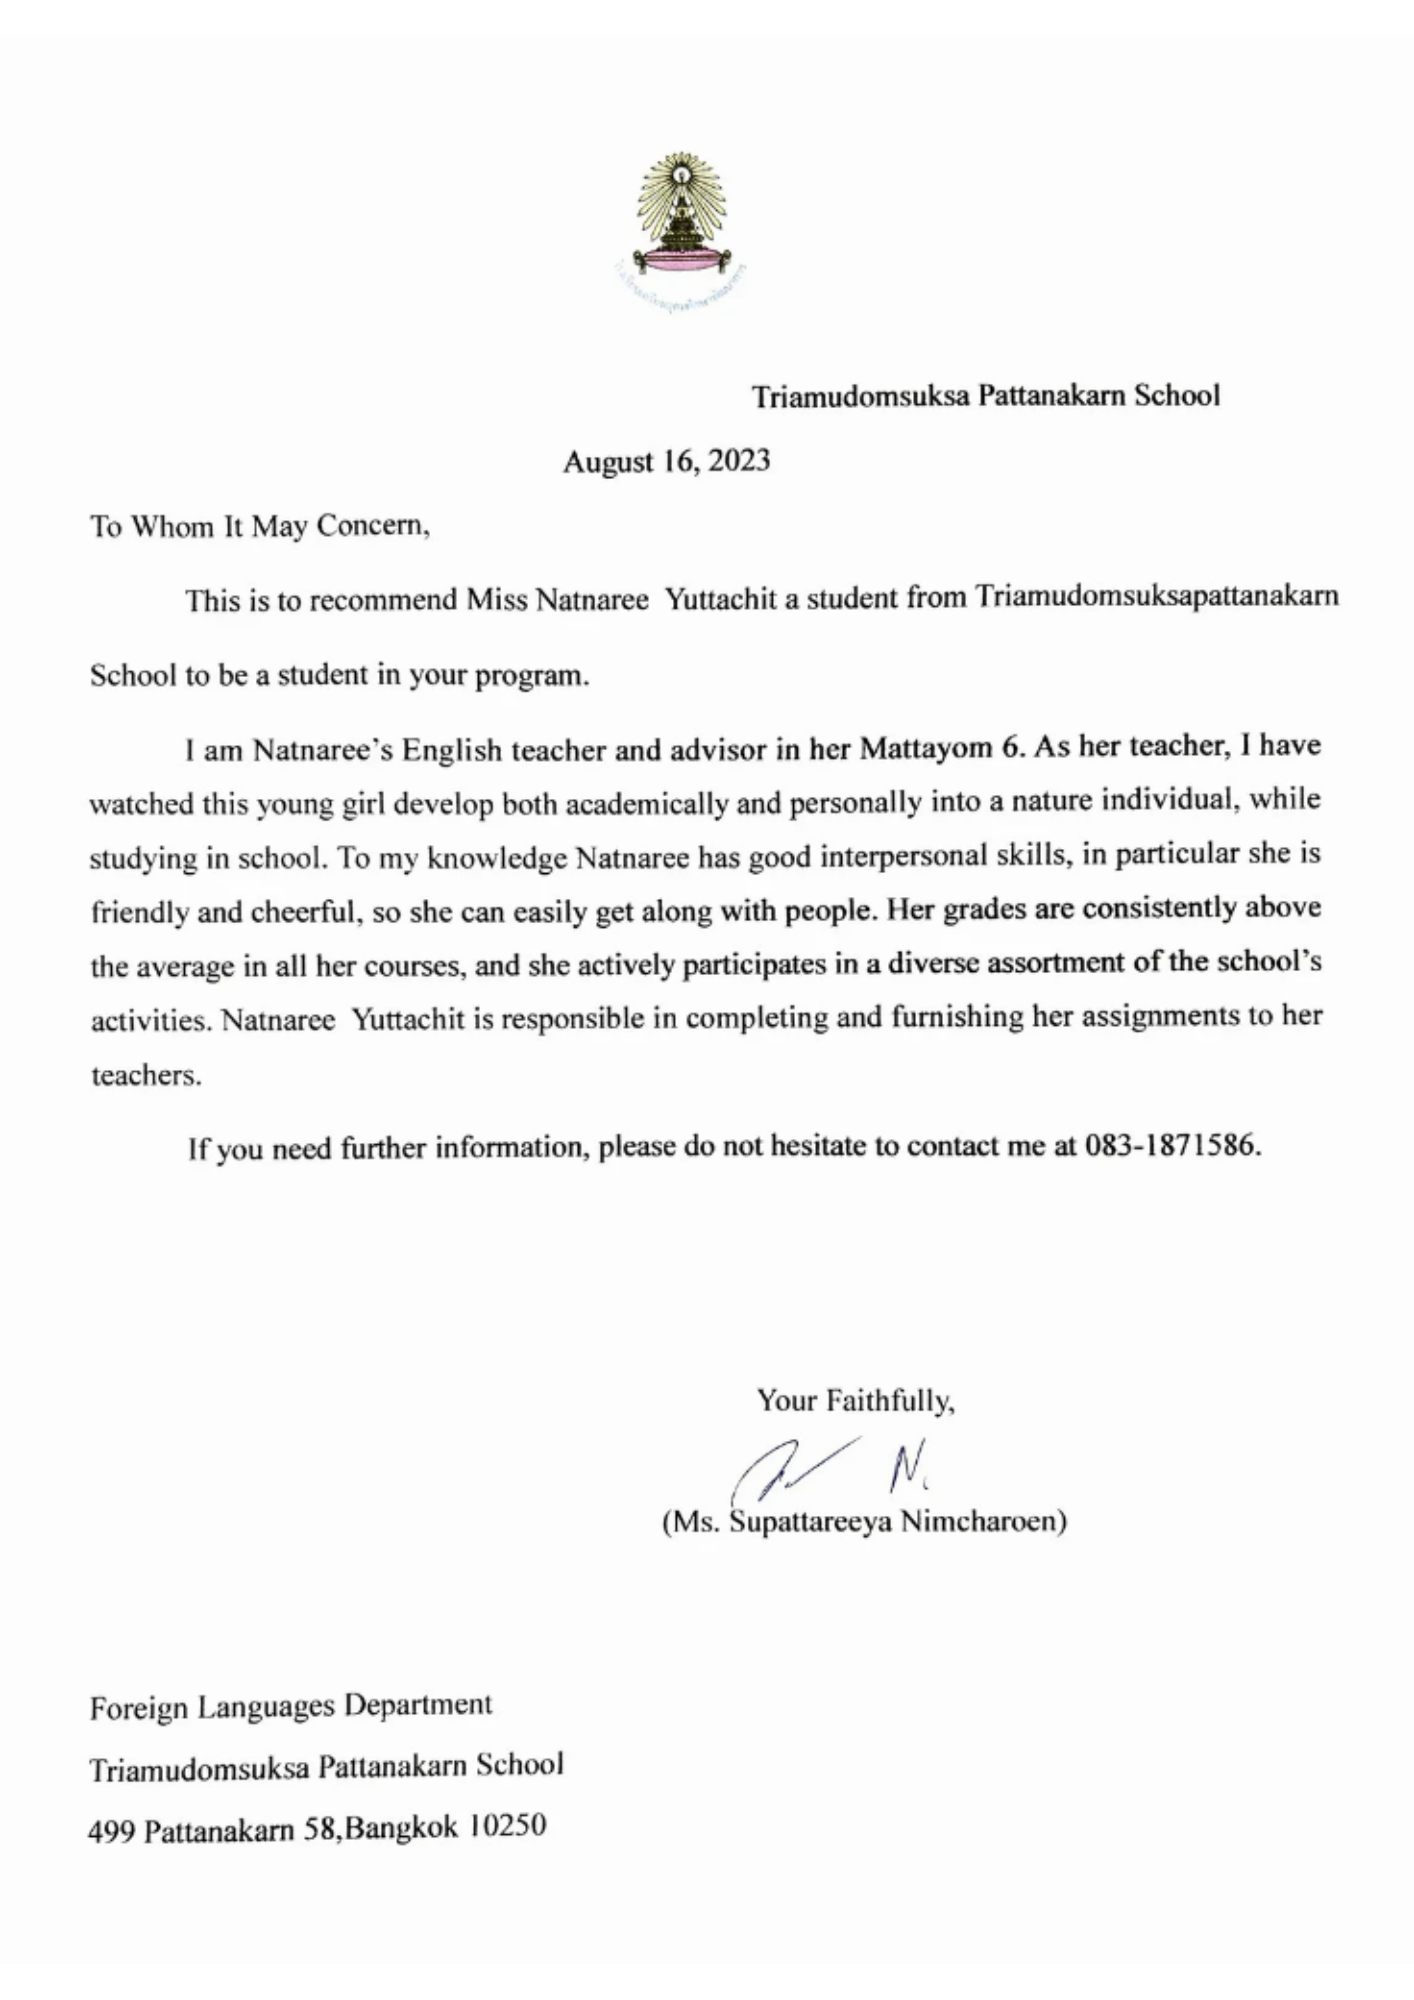 Triamudomsuksa Pattanakarn School
August 16, 2023
To Whom It May Concern,
This is to recommend Miss Natnaree Yuttachit a student from Triamudomsuksapattanakarn
School to be a student in your program.
I am Natnaree’s English teacher and advisor in her Mattayom 6. As her teacher, I have
watched this young girl develop both academically and personally into a nature individual, while
studying in school. To my knowledge Natnaree has good interpersonal skills, in particular she is
friendly and cheerful, so she can easily get along with people. Her grades are consistently above
the average in all her courses, and she actively participates in a diverse assortment of the school’s
activities. Natnaree Yuttachit is responsible in completing and furnishing her assignments to her
teachers.
If you need further information, please do not hesitate to contact me at 083-1871586.
Your Faithfully,
N.
(Ms. Supattareeya Nimcharoen)
Foreign Languages Department
Triamudomsuksa Pattanakarn School
499 Pattanakarn 58,Bangkok 10250